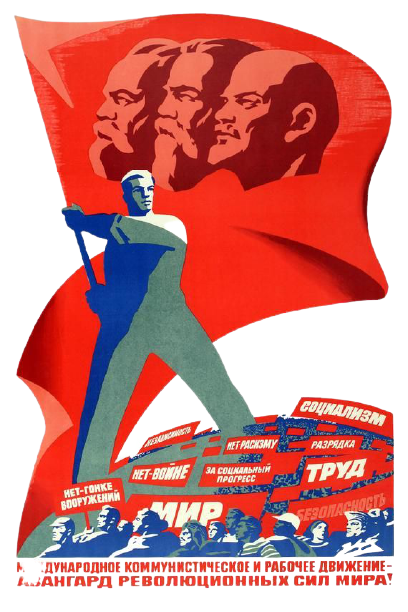 СОЦИАЛИЗМ
НЕЗАВИСИМОСТЬ
НЕТ РАСИЗМУ
РАЗРЯДКА
НЕТ-ВОЙНЕ
ЗА СОЦИАЛЬНЫЙ
ПРОГРЕСС
ТРУД
НЕТ-ГОНКЕ
ВООРУЖЕНИЙ
МИР
БЕЗОПАСНОСТЬ
МЕЖДУНАРОДНОЕ КОММУНИСТИЧЕСКОЕ И РАБОЧЕЕ ДВИЖЕНИЕ-
АВАНГАРД РЕВОЛЮЦИОННЫХ СИЛ МИРА!